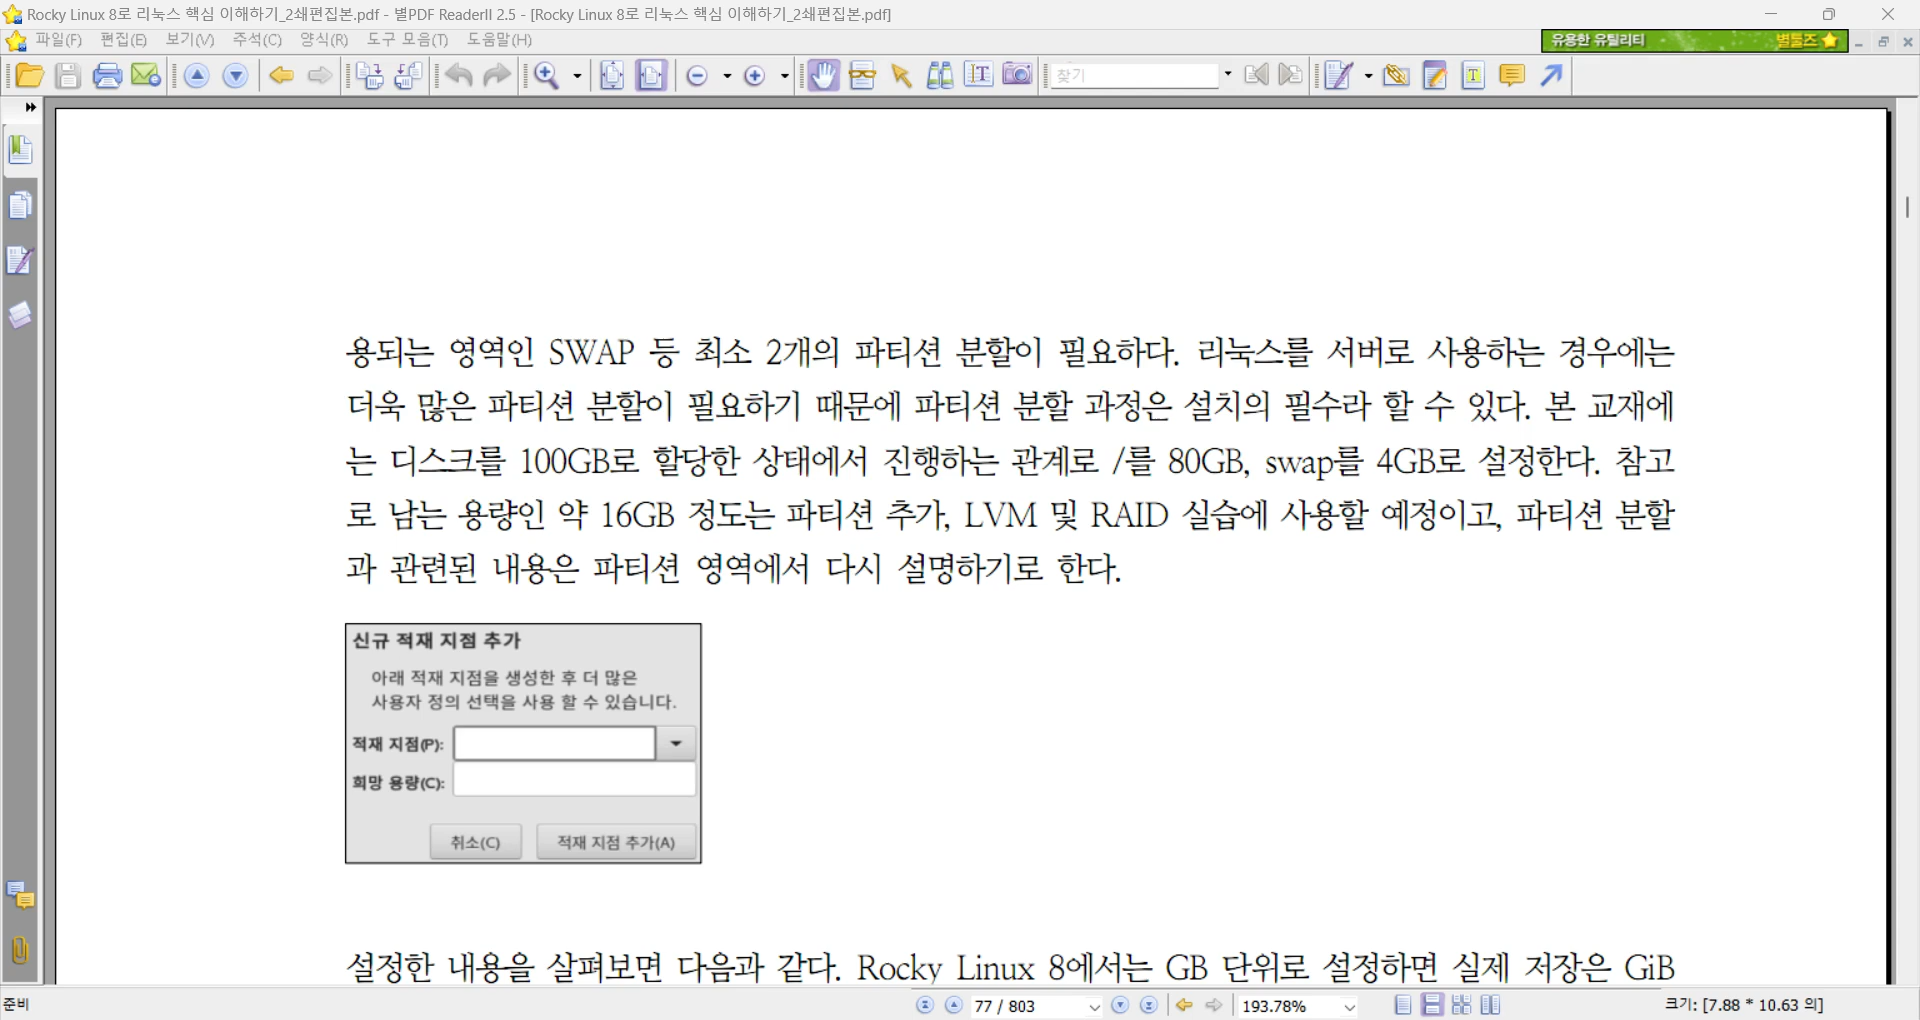 Rocky Linux 8로 리눅스 핵심 이해하기_2쇄편집본.pdf - 별PDF ReaderII 2.5 - [Rocky Linux 8로 리눅스 핵심 이해하기_2쇄편집본.pdf]
파일(F) 편집(E) 보기(V) 주석(C) 양식(R) 도구 모음(T) 도움말(H)
유용한 유틸리티 별툴즈
찾기
용되는 영역인 SWAP 등 최소 2개의 파티션 분할이 필요하다. 리눅스를 서버로 사용하는 경우에는
더욱 많은 파티션 분할이 필요하기 때문에 파티션 분할 과정은 설치의 필수라 할 수 있다. 본 교재에
는 디스크를 100GB로 할당한 상태에서 진행하는 관계로 /를 80GB, swap를 4GB로 설정한다. 참고
로 남는 용량인 약 16GB 정도는 파티션 추가, LVM 및 RAID 실습에 사용할 예정이고, 파티션 분할
과 관련된 내용은 파티션 영역에서 다시 설명하기로 한다.
신규 적재 지점 추가
아래 적재 지점을 생성한 후 더 많은
사용자 정의 선택을 사용 할 수 있습니다.
적재 지점(P):
희망 용량(C):
취소(C) 적재 지점 추가(A)
설정한 내용을 살펴보면 다음과 같다. Rocky Linux 8에서는 GB 단위로 설정하면 실제 저장은 GiB
준비 77 / 803 193.78% 크기: [7.88 * 10.63 의]